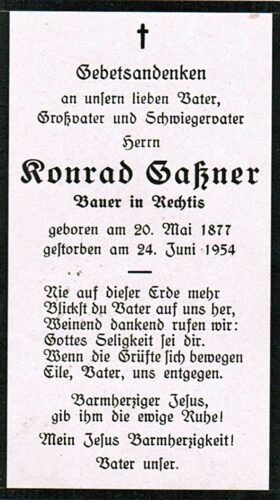 Gebetsandenken
an unsern lieben Vater,
Großvater und Schwiegervater
Herrn
Konrad Gaßner
Bauer in Rechtis
geboren am 20. Mai 1877
gestorben am 24. Juni 1954
Nie auf dieser Erde mehr
Blickst du Vater auf uns her,
Weinend dankend rufen wir:
Gottes Seligkeit sei dir.
Wenn die Grüfte sich bewegen
Eile, Vater, uns entgegen.
Barmherziger Jesus,
gib ihm die ewige Ruhe!
Mein Jesus Barmherzigkeit!
Vater unser.